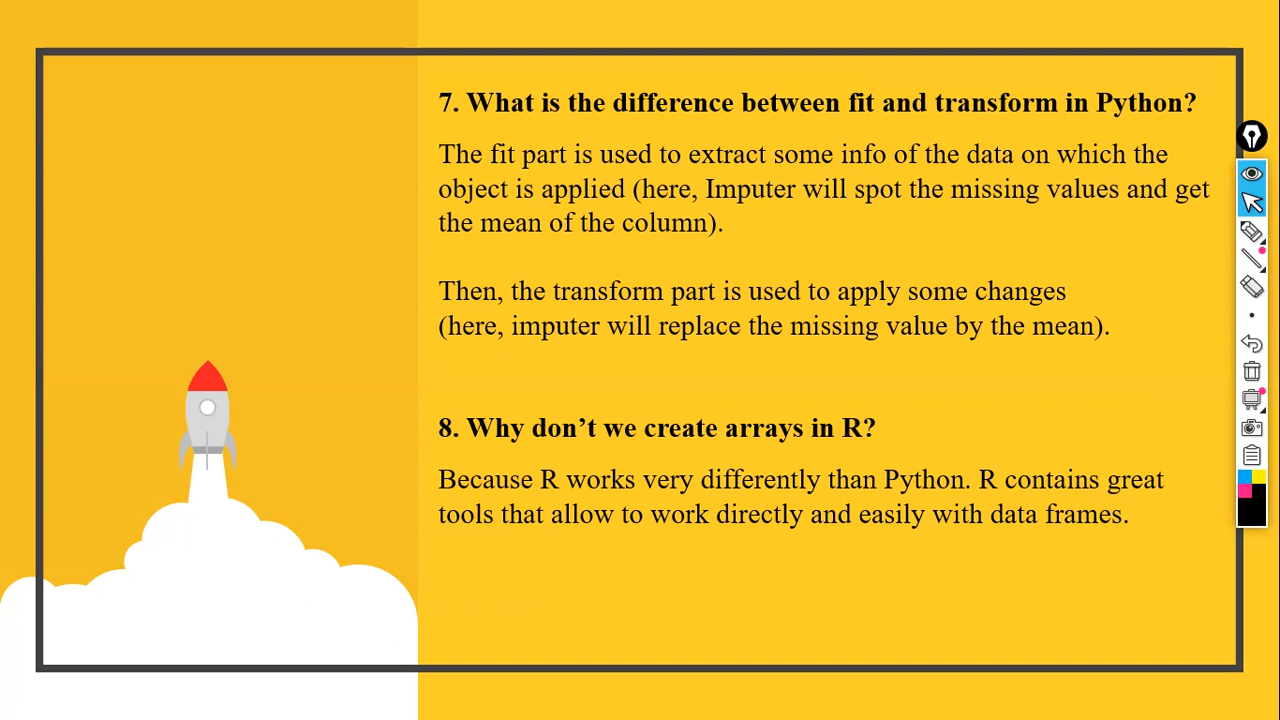 7. What is the difference between fit and transform in Python?
The fit part is used to extract some info of the data on which the
object is applied (here, Imputer will spot the missing values and get
the mean of the column).
Then, the transform part is used to apply some changes
(here, imputer will replace the missing value by the mean).
8. Why don’t we create arrays in R?
Because R works very differently than Python. R contains great
tools that allow to work directly and easily with data frames.